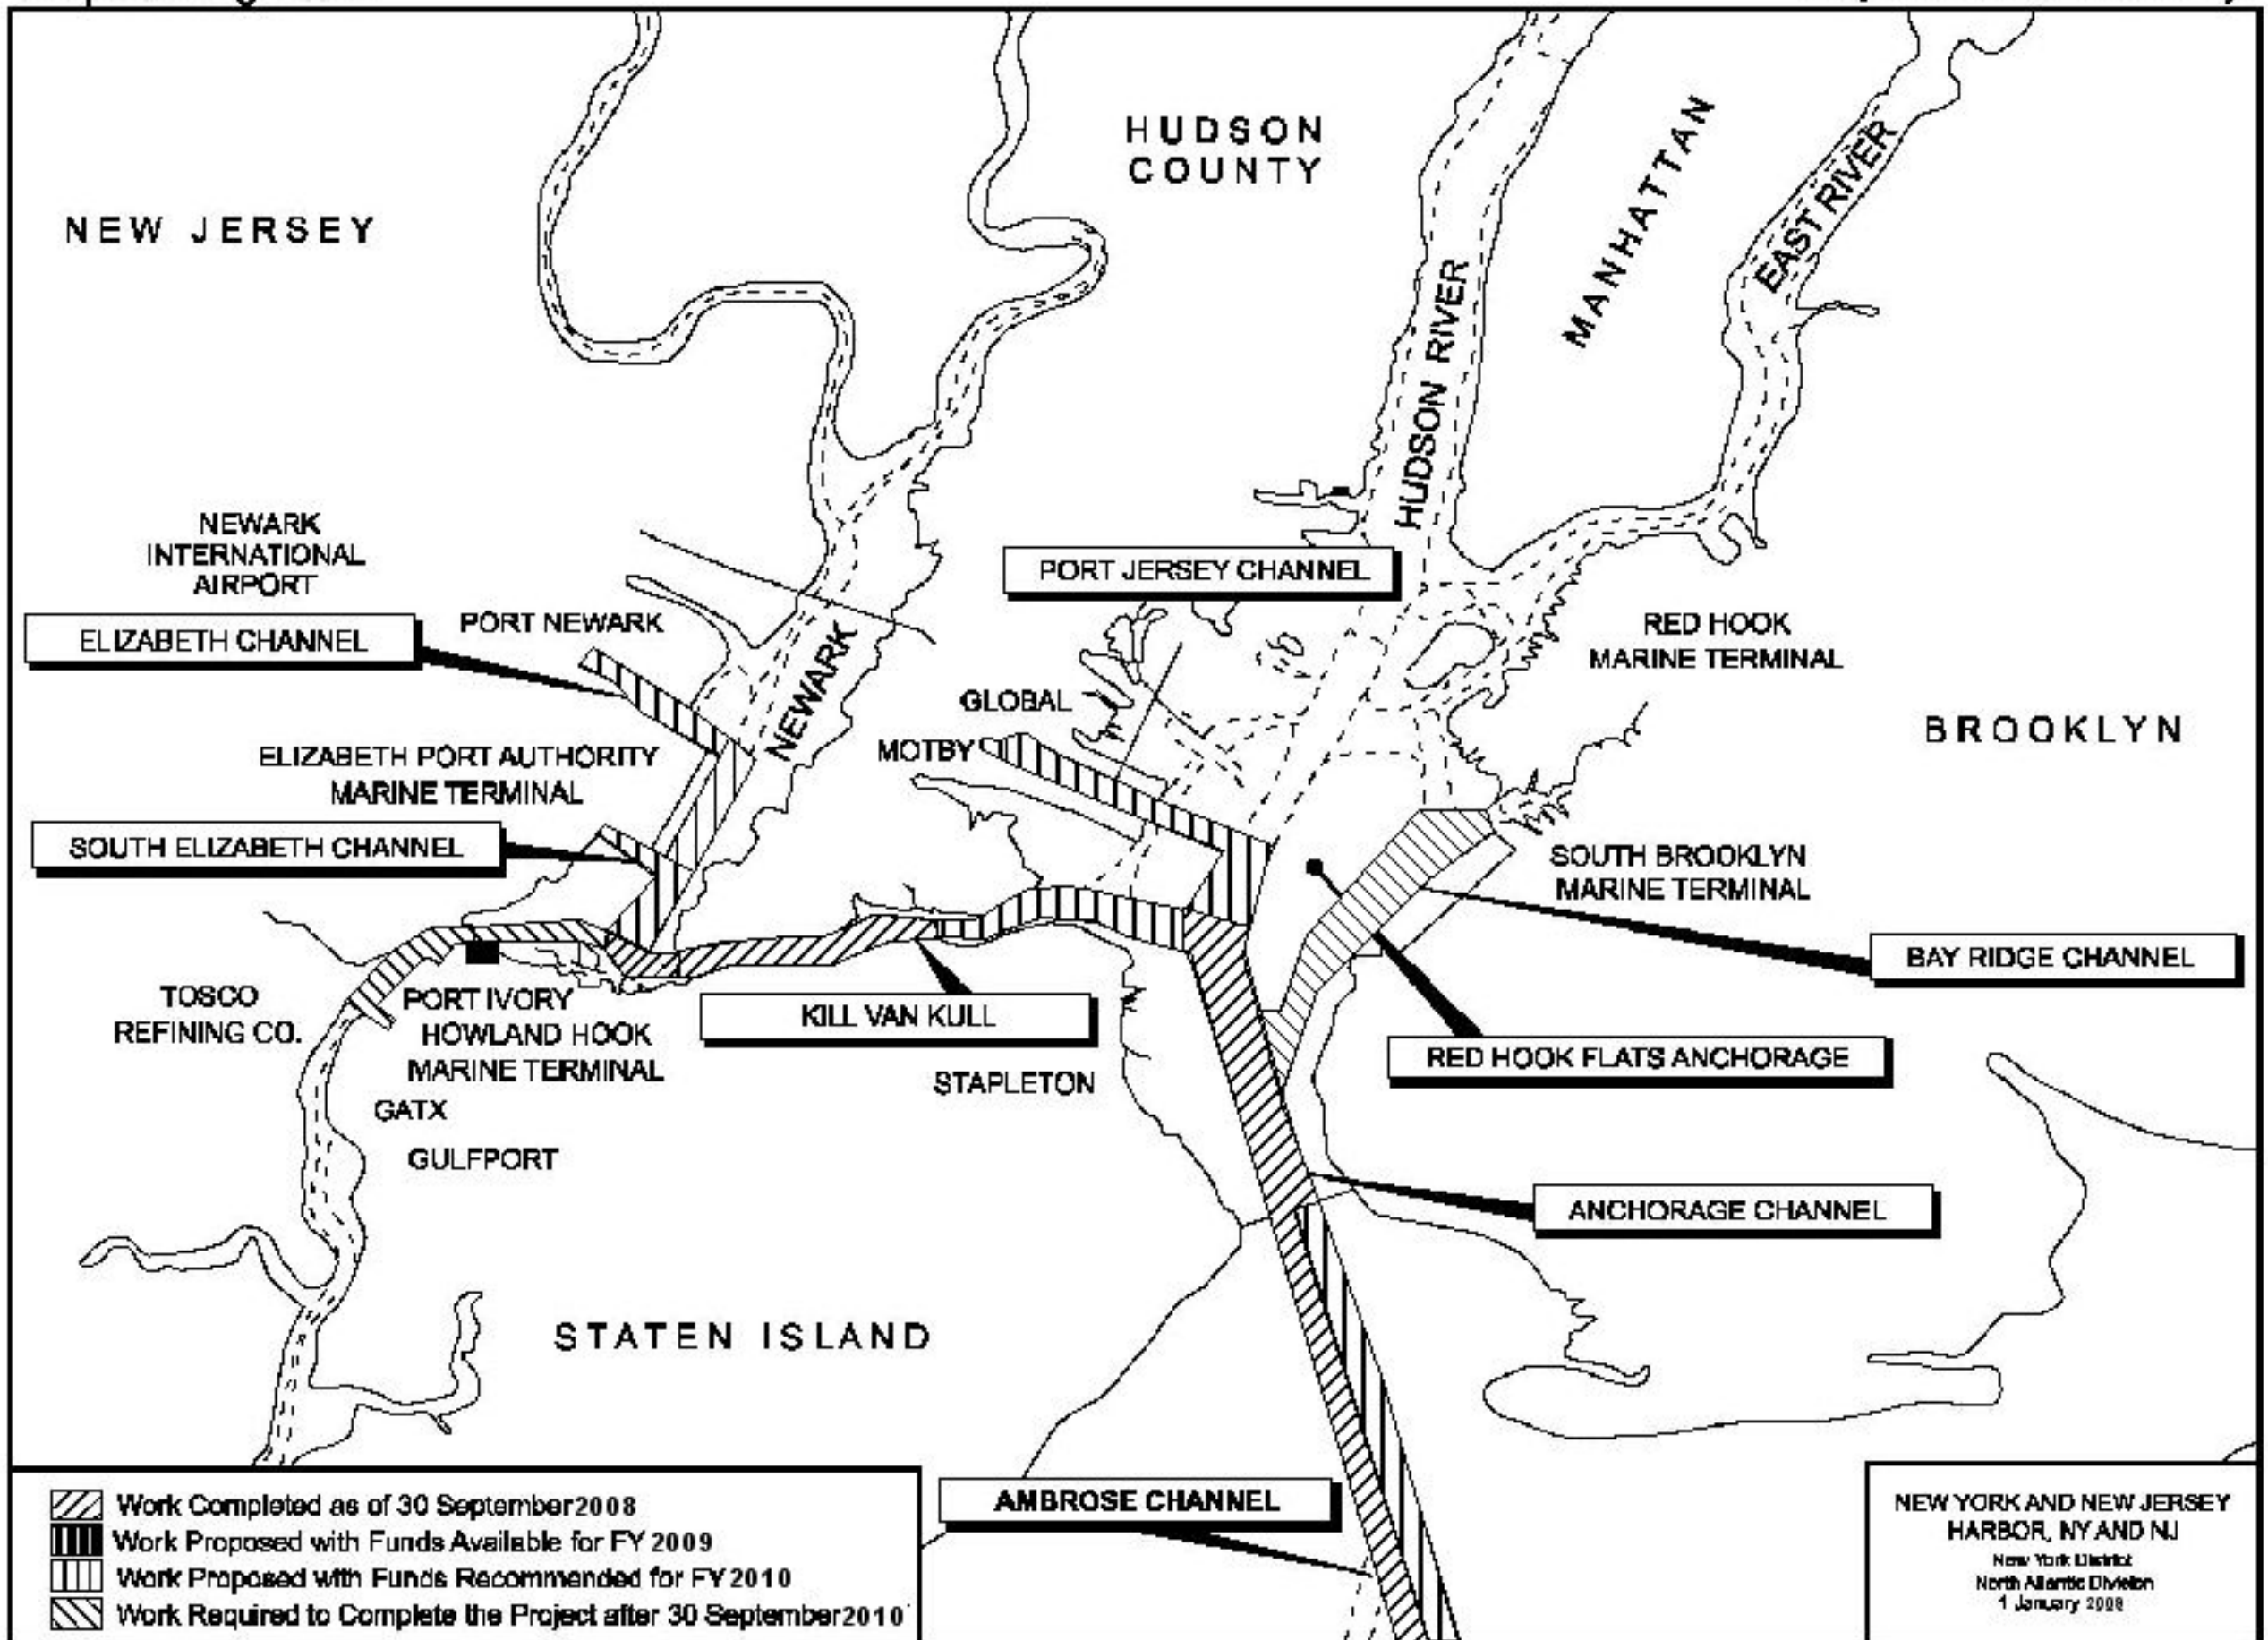 HUDSON
COUNTY
NEW JERSEY
MANHATTAN
EAST RIVER
HUDSON RIVER
NEWARK
INTERNATIONAL
AIRPORT
PORT JERSEY CHANNEL
ELIZABETH CHANNEL
PORT NEWARK
NEWARK
RED HOOK
MARINE TERMINAL
GLOBAL
MOTBY
BROOKLYN
ELIZABETH PORT AUTHORITY
MARINE TERMINAL
SOUTH ELIZABETH CHANNEL
SOUTH BROOKLYN
MARINE TERMINAL
BAY RIDGE CHANNEL
TOSCO
REFINING CO.
PORT IVORY
HOWLAND HOOK
MARINE TERMINAL
KILL VAN KULL
RED HOOK FLATS ANCHORAGE
STAPLETON
GATX
GULFPORT
ANCHORAGE CHANNEL
STATEN ISLAND
AMBROSE CHANNEL
Work Completed as of 30 September2008
Work Proposed with Funds Available for FY 2009
Work Proposed with Funds Recommended for FY 2010
Work Required to Complete the Project after 30 September2010
NEW YORK AND NEW JERSEY
HARBOR, NY AND NJ
New York District
North Atlantic Division
1 January